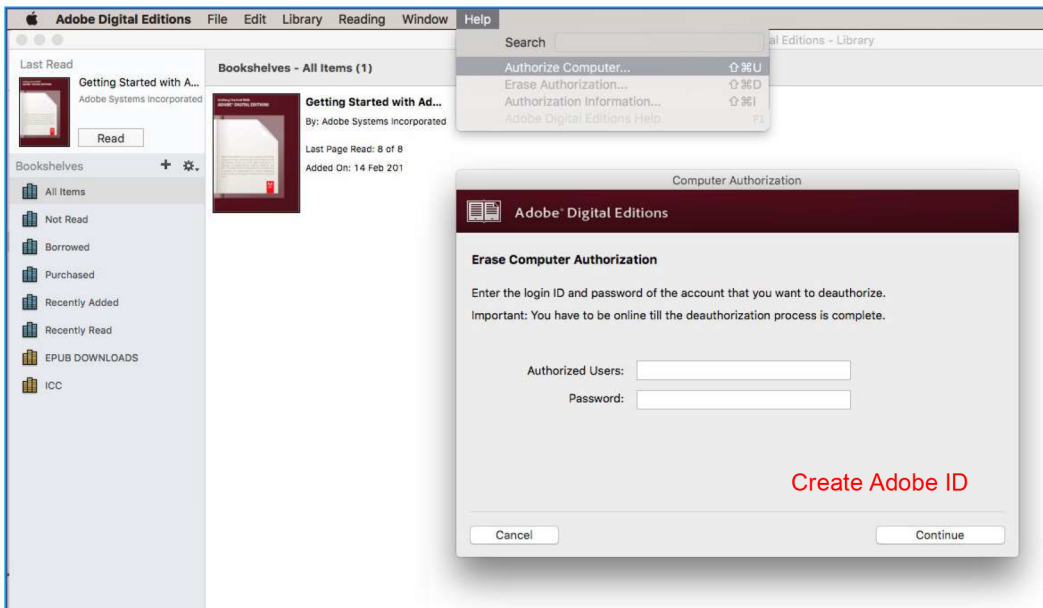 Adobe Digital Editions File Edit Library Reading Window Help
al Editions - Library
Search
Authorize Computer... ⇧⌘U
Erase Authorization... ⇧⌘D
Authorization Information... ⇧⌘I
Adobe Digital Editions Help F1
Last Read
Getting Started with A...
Adobe Systems Incorporated
Read
Bookshelves
All Items
Not Read
Borrowed
Purchased
Recently Added
Recently Read
EPUB DOWNLOADS
ICC
Bookshelves - All Items (1)
Getting Started with Ad...
By: Adobe Systems Incorporated
Last Page Read: 8 of 8
Added On: 14 Feb 201
Computer Authorization
Adobe® Digital Editions
Erase Computer Authorization
Enter the login ID and password of the account that you want to deauthorize.
Important: You have to be online till the deauthorization process is complete.
Authorized Users:
Password:
Create Adobe ID
Cancel Continue